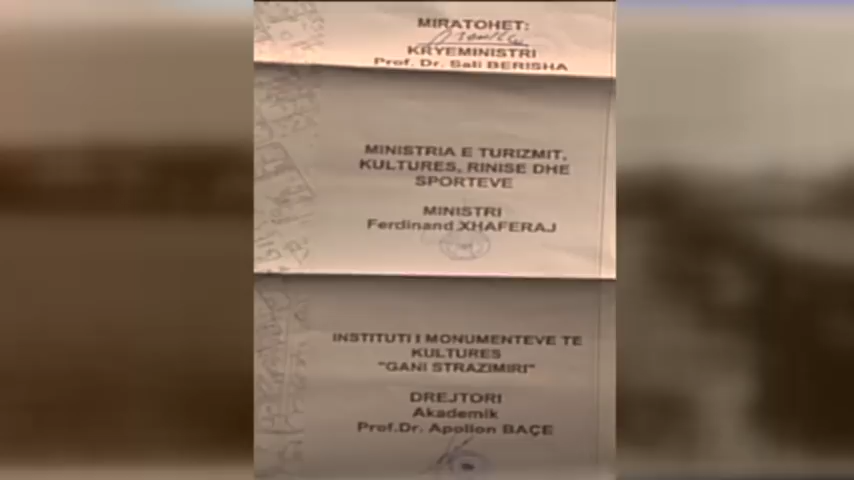 MIRATOHET:
KRYEMINISTRI
Prof. Dr. Sali BERISHA
MINISTRIA E TURIZMIT,
KULTURES, RINISE DHE
SPORTEVE
MINISTRI
Ferdinand XHAFERAJ
INSTITUTI I MONUMENTEVE TE
KULTURES
"GANI STRAZIMIRI"
DREJTORI
Akademik
Prof.Dr. Apollon BAÇE